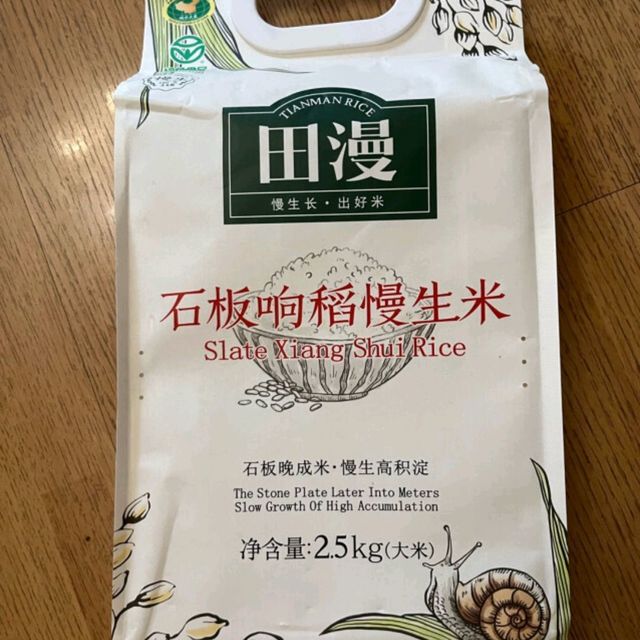 TIANMAN RICE
田漫
慢生长·出好米
石板响稻慢生米
Slate Xiang Shui Rice
石板晚成米·慢生高积淀
The Stone Plate Later Into Meters
Slow Growth Of High Accumulation
净含量:2.5kg(大米)